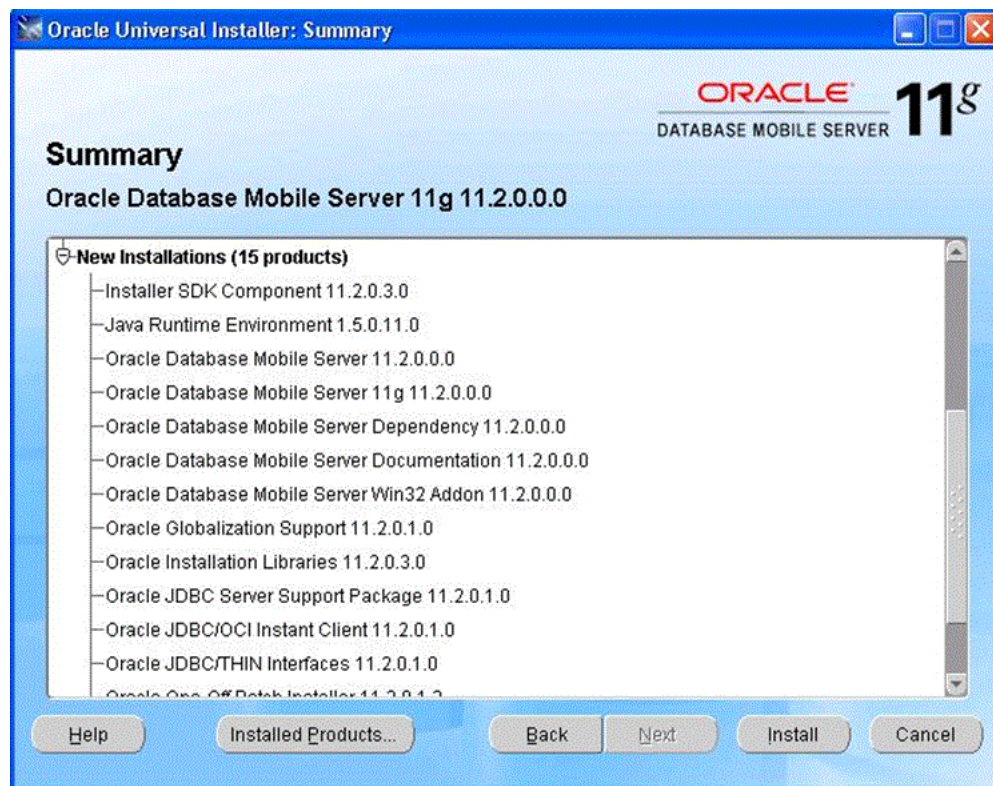 Oracle Universal Installer: Summary
ORACLE
DATABASE MOBILE SERVER
11g
Summary
Oracle Database Mobile Server 11g 11.2.0.0.0
New Installations (15 products)
Installer SDK Component 11.2.0.3.0
Java Runtime Environment 1.5.0.11.0
Oracle Database Mobile Server 11.2.0.0.0
Oracle Database Mobile Server 11g 11.2.0.0.0
Oracle Database Mobile Server Dependency 11.2.0.0.0
Oracle Database Mobile Server Documentation 11.2.0.0.0
Oracle Database Mobile Server Win32 Addon 11.2.0.0.0
Oracle Globalization Support 11.2.0.1.0
Oracle Installation Libraries 11.2.0.3.0
Oracle JDBC Server Support Package 11.2.0.1.0
Oracle JDBC/OCI Instant Client 11.2.0.1.0
Oracle JDBC/THIN Interfaces 11.2.0.1.0
Oracle One-Off Patch Installer
Help Installed Products... Back Next Install Cancel